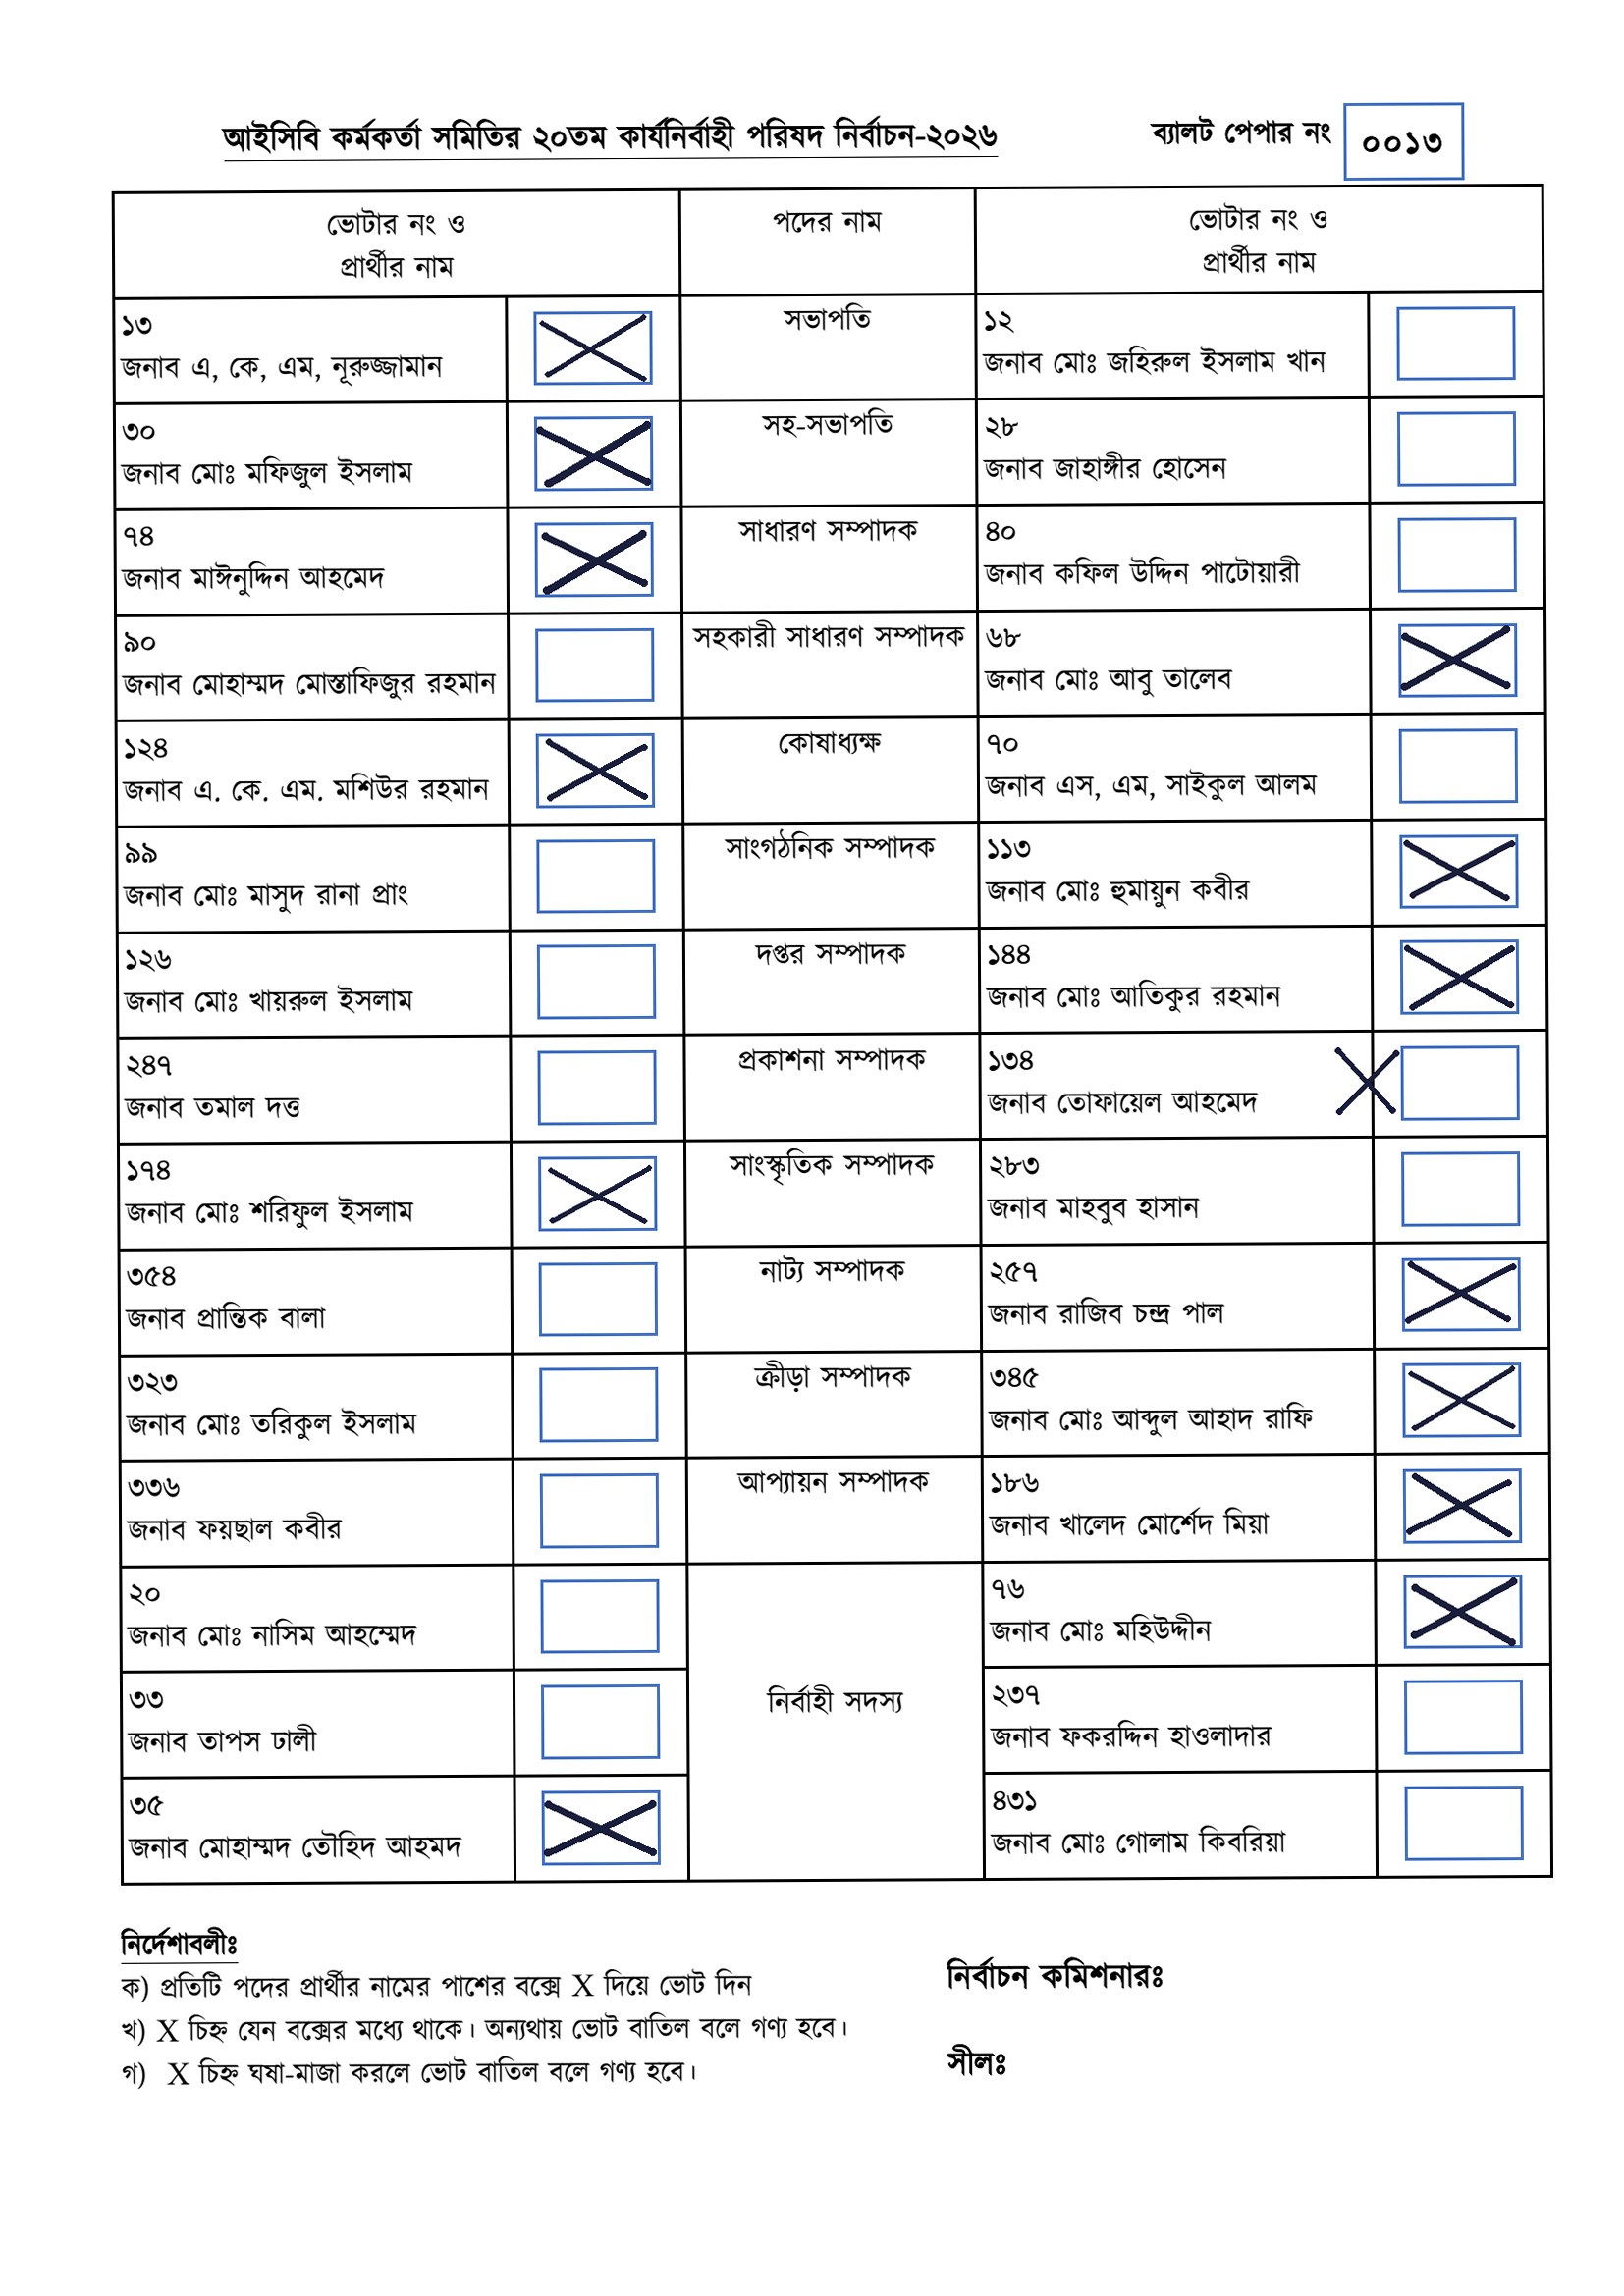 আইসিবি কর্মকর্তা সমিতির ২০তম কার্যনির্বাহী পরিষদ নির্বাচন-২০২৬
ব্যালট পেপার নং ০০১৩
ভোটার নং ও
প্রার্থীর নাম
পদের নাম
ভোটার নং ও
প্রার্থীর নাম
১৩
জনাব এ, কে, এম, নূরুজ্জামান
সভাপতি
১২
জনাব মোঃ জহিরুল ইসলাম খান
৩০
জনাব মোঃ মফিজুল ইসলাম
সহ-সভাপতি
২৮
জনাব জাহাঙ্গীর হোসেন
৭৪
জনাব মাঈনুদ্দিন আহমেদ
সাধারণ সম্পাদক
৪০
জনাব কফিল উদ্দিন পাটোয়ারী
৯০
জনাব মোহাম্মদ মোস্তাফিজুর রহমান
সহকারী সাধারণ সম্পাদক
৬৮
জনাব মোঃ আবু তালেব
১২৪
জনাব এ. কে. এম. মশিউর রহমান
কোষাধ্যক্ষ
৭০
জনাব এস, এম, সাইকুল আলম
৯৯
জনাব মোঃ মাসুদ রানা প্রাং
সাংগঠনিক সম্পাদক
১১৩
জনাব মোঃ হুমায়ুন কবীর
১২৬
জনাব মোঃ খায়রুল ইসলাম
দপ্তর সম্পাদক
১৪৪
জনাব মোঃ আতিকুর রহমান
২৪৭
জনাব তমাল দত্ত
প্রকাশনা সম্পাদক
১৩৪
জনাব তোফায়েল আহমেদ
১৭৪
জনাব মোঃ শরিফুল ইসলাম
সাংস্কৃতিক সম্পাদক
২৮৩
জনাব মাহবুব হাসান
৩৫৪
জনাব প্রান্তিক বালা
নাট্য সম্পাদক
২৫৭
জনাব রাজিব চন্দ্র পাল
৩২৩
জনাব মোঃ তরিকুল ইসলাম
ক্রীড়া সম্পাদক
৩৪৫
জনাব মোঃ আব্দুল আহাদ রাফি
৩৩৬
জনাব ফয়ছাল কবীর
আপ্যায়ন সম্পাদক
১৮৬
জনাব খালেদ মোর্শেদ মিয়া
২০
জনাব মোঃ নাসিম আহম্মেদ
৭৬
জনাব মোঃ মহিউদ্দীন
৩৩
জনাব তাপস ঢালী
নির্বাহী সদস্য
২৩৭
জনাব ফকরদ্দিন হাওলাদার
৩৫
জনাব মোহাম্মদ তৌহিদ আহমদ
৪৩১
জনাব মোঃ গোলাম কিবরিয়া
নির্দেশাবলীঃ
ক) প্রতিটি পদের প্রার্থীর নামের পাশের বক্সে X দিয়ে ভোট দিন
খ) X চিহ্ন যেন বক্সের মধ্যে থাকে। অন্যথায় ভোট বাতিল বলে গণ্য হবে।
গ) X চিহ্ন ঘষা-মাজা করলে ভোট বাতিল বলে গণ্য হবে।
নির্বাচন কমিশনারঃ
সীলঃ